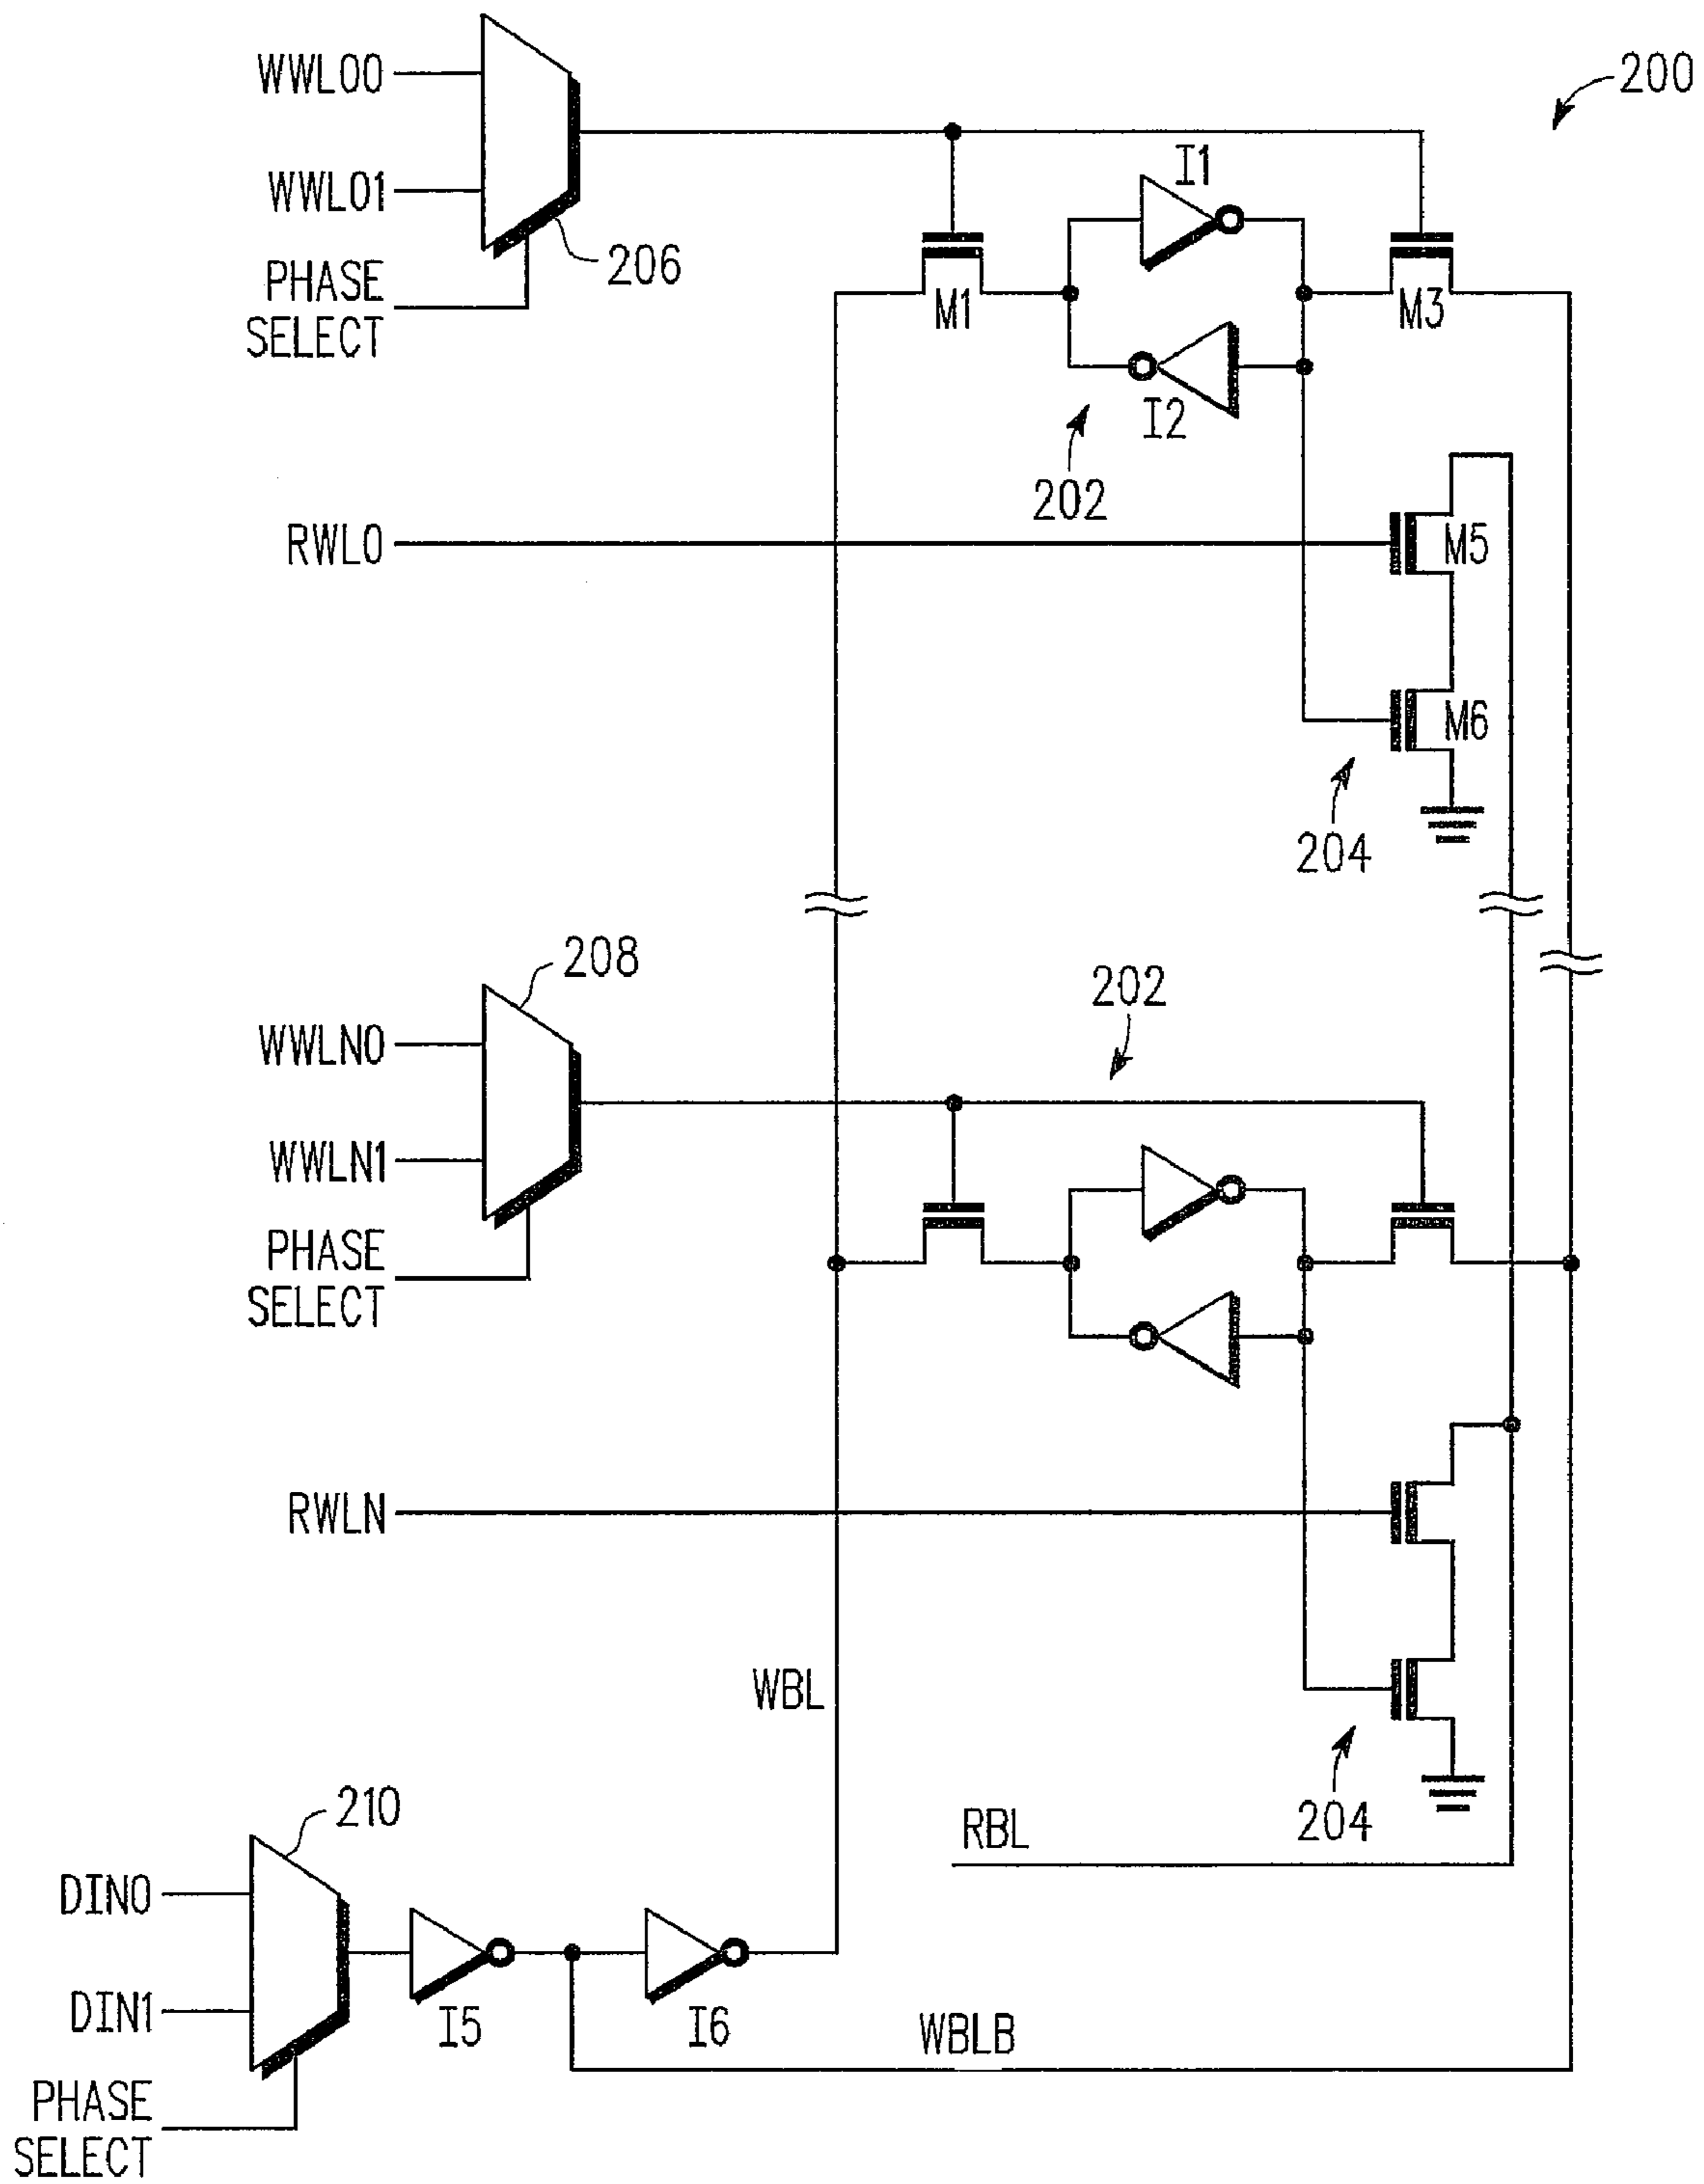 200
WWL00
WWL01
PHASE
SELECT
206
I1
M1
M3
I2
202
RWL0
M5
M6
204
208
202
WWLN0
WWLN1
PHASE
SELECT
RWLN
WBL
204
210
RBL
DIN0
DIN1
I5
I6
WBLB
PHASE
SELECT